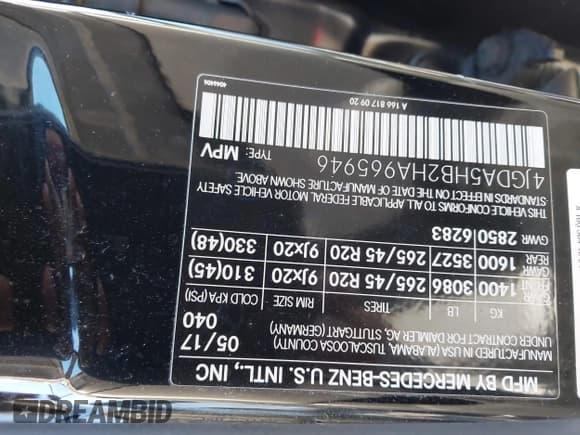 MFD BY MERCEDES-BENZ U.S. INTL., INC
MANUFACTURED IN USA (ALABAMA, TUSCALOOSA COUNTY)
UNDER CONTRACT FOR DAIMLER AG, STUTTGART (GERMANY)
05/17
040
KG LB TIRES RIM SIZE COLD KPA (PSI)
GAWR
FRONT 1400 3086 265/45 R20 9Jx20 310(45)
GAWR
REAR 1600 3527 265/45 R20 9Jx20 330(48)
GWR 2850 6283
THIS VEHICLE CONFORMS TO ALL APPLICABLE FEDERAL MOTOR VEHICLE SAFETY
STANDARDS IN EFFECT ON THE DATE OF MANUFACTURE SHOWN ABOVE.
4JGDA5HB2HA965946 TYPE: MPV
A 166 817 09 20
DREAMBID